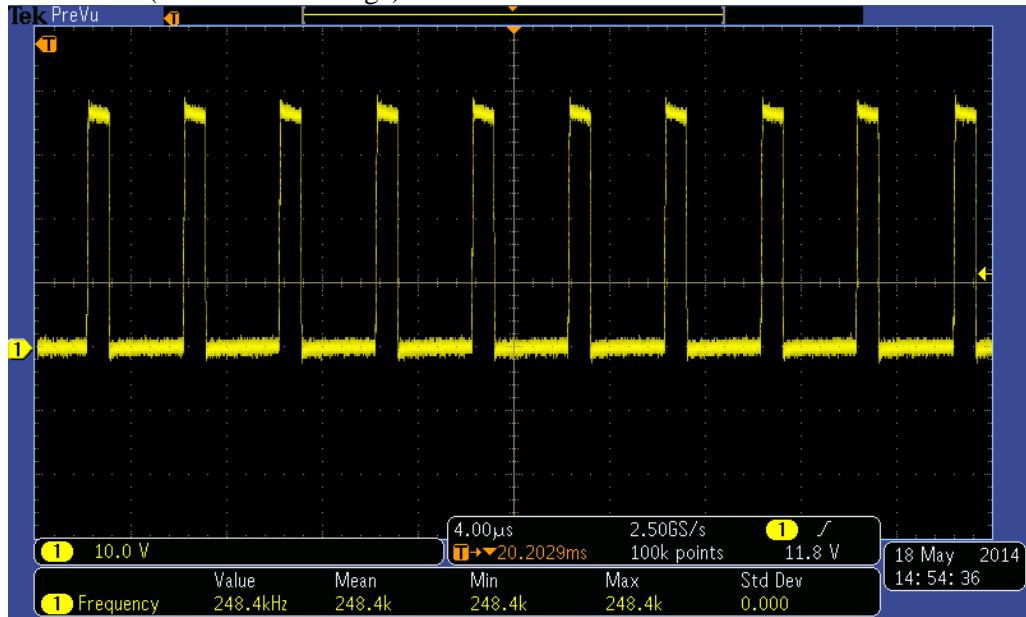 Tek PreVu
T
T
1
4.00µs 2.50GS/s 1
1 10.0 V T→▼20.2029ms 100k points 11.8 V
18 May 2014
14:54:36
Value Mean Min Max Std Dev
1 Frequency 248.4kHz 248.4k 248.4k 248.4k 0.000